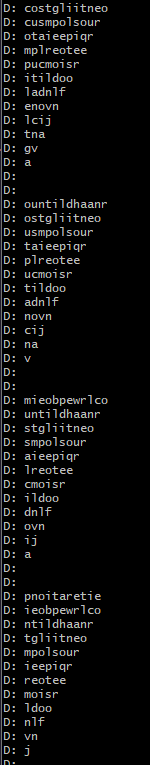 D: costgliitneo
D: cusmpolsour
D: otaieepiqr
D: mplreotee
D: pucmoisr
D: itildoo
D: ladnlf
D: enovn
D: lcij
D: tna
D: gv
D: a
D:
D:
D: ountildhaanr
D: ostgliitneo
D: usmpolsour
D: taieepiqr
D: plreotee
D: ucmoisr
D: tildoo
D: adnlf
D: novn
D: cij
D: na
D: v
D:
D:
D: mieobpewrlco
D: untildhaanr
D: stgliitneo
D: smpolsour
D: aieepiqr
D: lreotee
D: cmoisr
D: ildoo
D: dnlf
D: ovn
D: ij
D: a
D:
D:
D: pnoitaretie
D: ieobpewrlco
D: ntildhaanr
D: tgliitneo
D: mpolsour
D: ieepiqr
D: reotee
D: moisr
D: ldoo
D: nlf
D: vn
D: j
D: